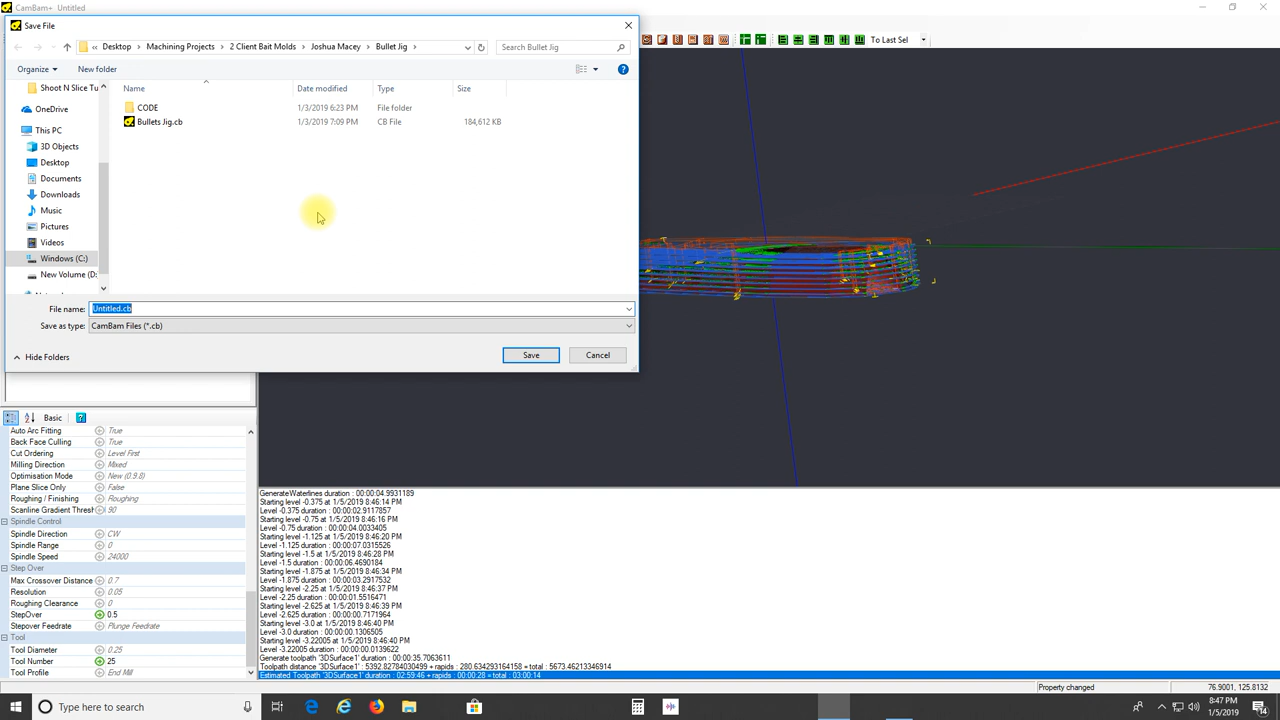 CamBam+ Untitled
Save File
« Desktop > Machining Projects > 2 Client Bait Molds > Joshua Macey > Bullet Jig >
Search Bullet Jig
To Last Sel
Organize
New folder
Name
Date modified
Type
Size
Shoot N Slice Tu
OneDrive
This PC
3D Objects
Desktop
Documents
Downloads
Music
Pictures
Videos
Windows (C:)
New Volume (D:
CODE 1/3/2019 6:23 PM File folder
Bullets Jig.cb 1/3/2019 7:09 PM CB File 184,612 KB
File name: Untitled.cb
Save as type: CamBam Files (*.cb)
Hide Folders
Save
Cancel
Basic
Auto Arc Fitting True
Back Face Culling True
Cut Ordering Level First
Milling Direction Mixed
Optimisation Mode New (0.9.8)
Plane Slice Only False
Roughing / Finishing Roughing
Scanline Gradient Thresh 90
Spindle Control
Spindle Direction CW
Spindle Range 0
Spindle Speed 24000
Step Over
Max Crossover Distance 0.7
Resolution 0.05
Roughing Clearance 0
StepOver 0.5
Stepover Feedrate Plunge Feedrate
Tool
Tool Diameter 0.25
Tool Number 25
Tool Profile End Mill
GenerateWaterlines duration : 00:00:04.9931189
Starting level -0.375 at 1/5/2019 8:46:14 PM
Level -0.375 duration : 00:00:02.9117857
Starting level -0.75 at 1/5/2019 8:46:16 PM
Level -0.75 duration : 00:00:04.0033405
Starting level -1.125 at 1/5/2019 8:46:20 PM
Level -1.125 duration : 00:00:07.0315526
Starting level -1.5 at 1/5/2019 8:46:28 PM
Level -1.5 duration : 00:00:06.4690184
Starting level -1.875 at 1/5/2019 8:46:34 PM
Level -1.875 duration : 00:00:03.2917532
Starting level -2.25 at 1/5/2019 8:46:37 PM
Level -2.25 duration : 00:00:01.5516471
Starting level -2.625 at 1/5/2019 8:46:39 PM
Level -2.625 duration : 00:00:00.7171964
Starting level -3.0 at 1/5/2019 8:46:40 PM
Level -3.0 duration : 00:00:00.1306505
Starting level -3.22005 at 1/5/2019 8:46:40 PM
Level -3.22005 duration : 00:00:00.0139622
Generate toolpath '3DSurface1' duration : 00:00:35.7063611
Toolpath distance '3DSurface1' : 5392.82784030499 + rapids : 280.634293164158 = total : 5673.46213346914
Estimated Toolpath '3DSurface1' duration : 02:59:46 + rapids : 00:00:28 = total : 03:00:14
Property changed
76.9001, 125.8132
Type here to search
8:47 PM
1/5/2019
14